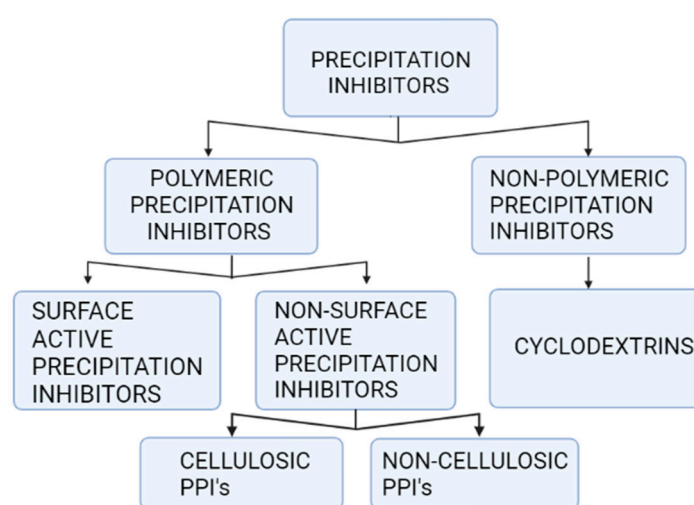 PRECIPITATION
INHIBITORS
POLYMERIC
PRECIPITATION
INHIBITORS
NON-POLYMERIC
PRECIPITATION
INHIBITORS
SURFACE
ACTIVE
PRECIPITATION
INHIBITORS
NON-SURFACE
ACTIVE
PRECIPITATION
INHIBITORS
CYCLODEXTRINS
CELLULOSIC
PPI's
NON-CELLULOSIC
PPI's